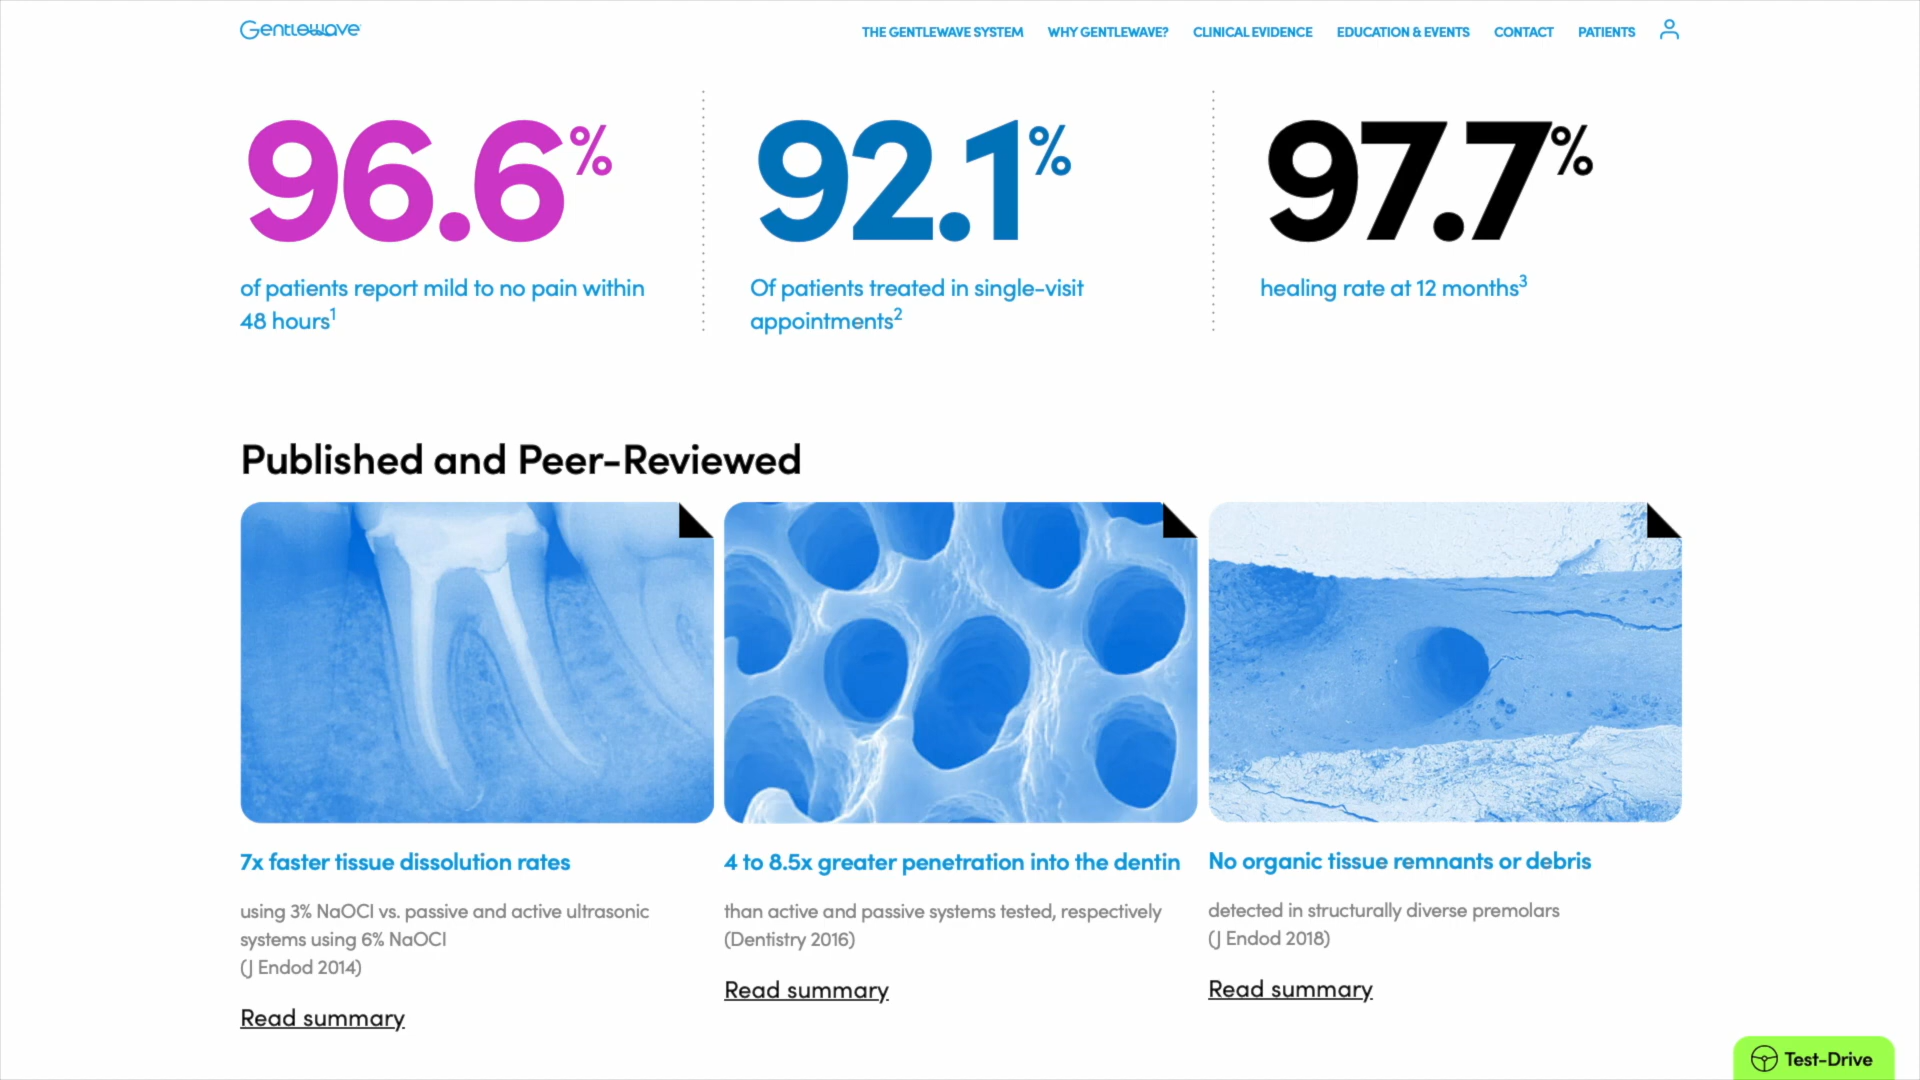 Gentlewave
THE GENTLEWAVE SYSTEM
WHY GENTLEWAVE?
CLINICAL EVIDENCE
EDUCATION & EVENTS
CONTACT
PATIENTS
96.6%
of patients report mild to no pain within
48 hours1
92.1%
Of patients treated in single-visit
appointments2
97.7%
healing rate at 12 months3
Published and Peer-Reviewed
7x faster tissue dissolution rates
using 3% NaOCl vs. passive and active ultrasonic
systems using 6% NaOCl
(J Endod 2014)
Read summary
4 to 8.5x greater penetration into the dentin
than active and passive systems tested, respectively
(Dentistry 2016)
Read summary
No organic tissue remnants or debris
detected in structurally diverse premolars
(J Endod 2018)
Read summary
Test-Drive